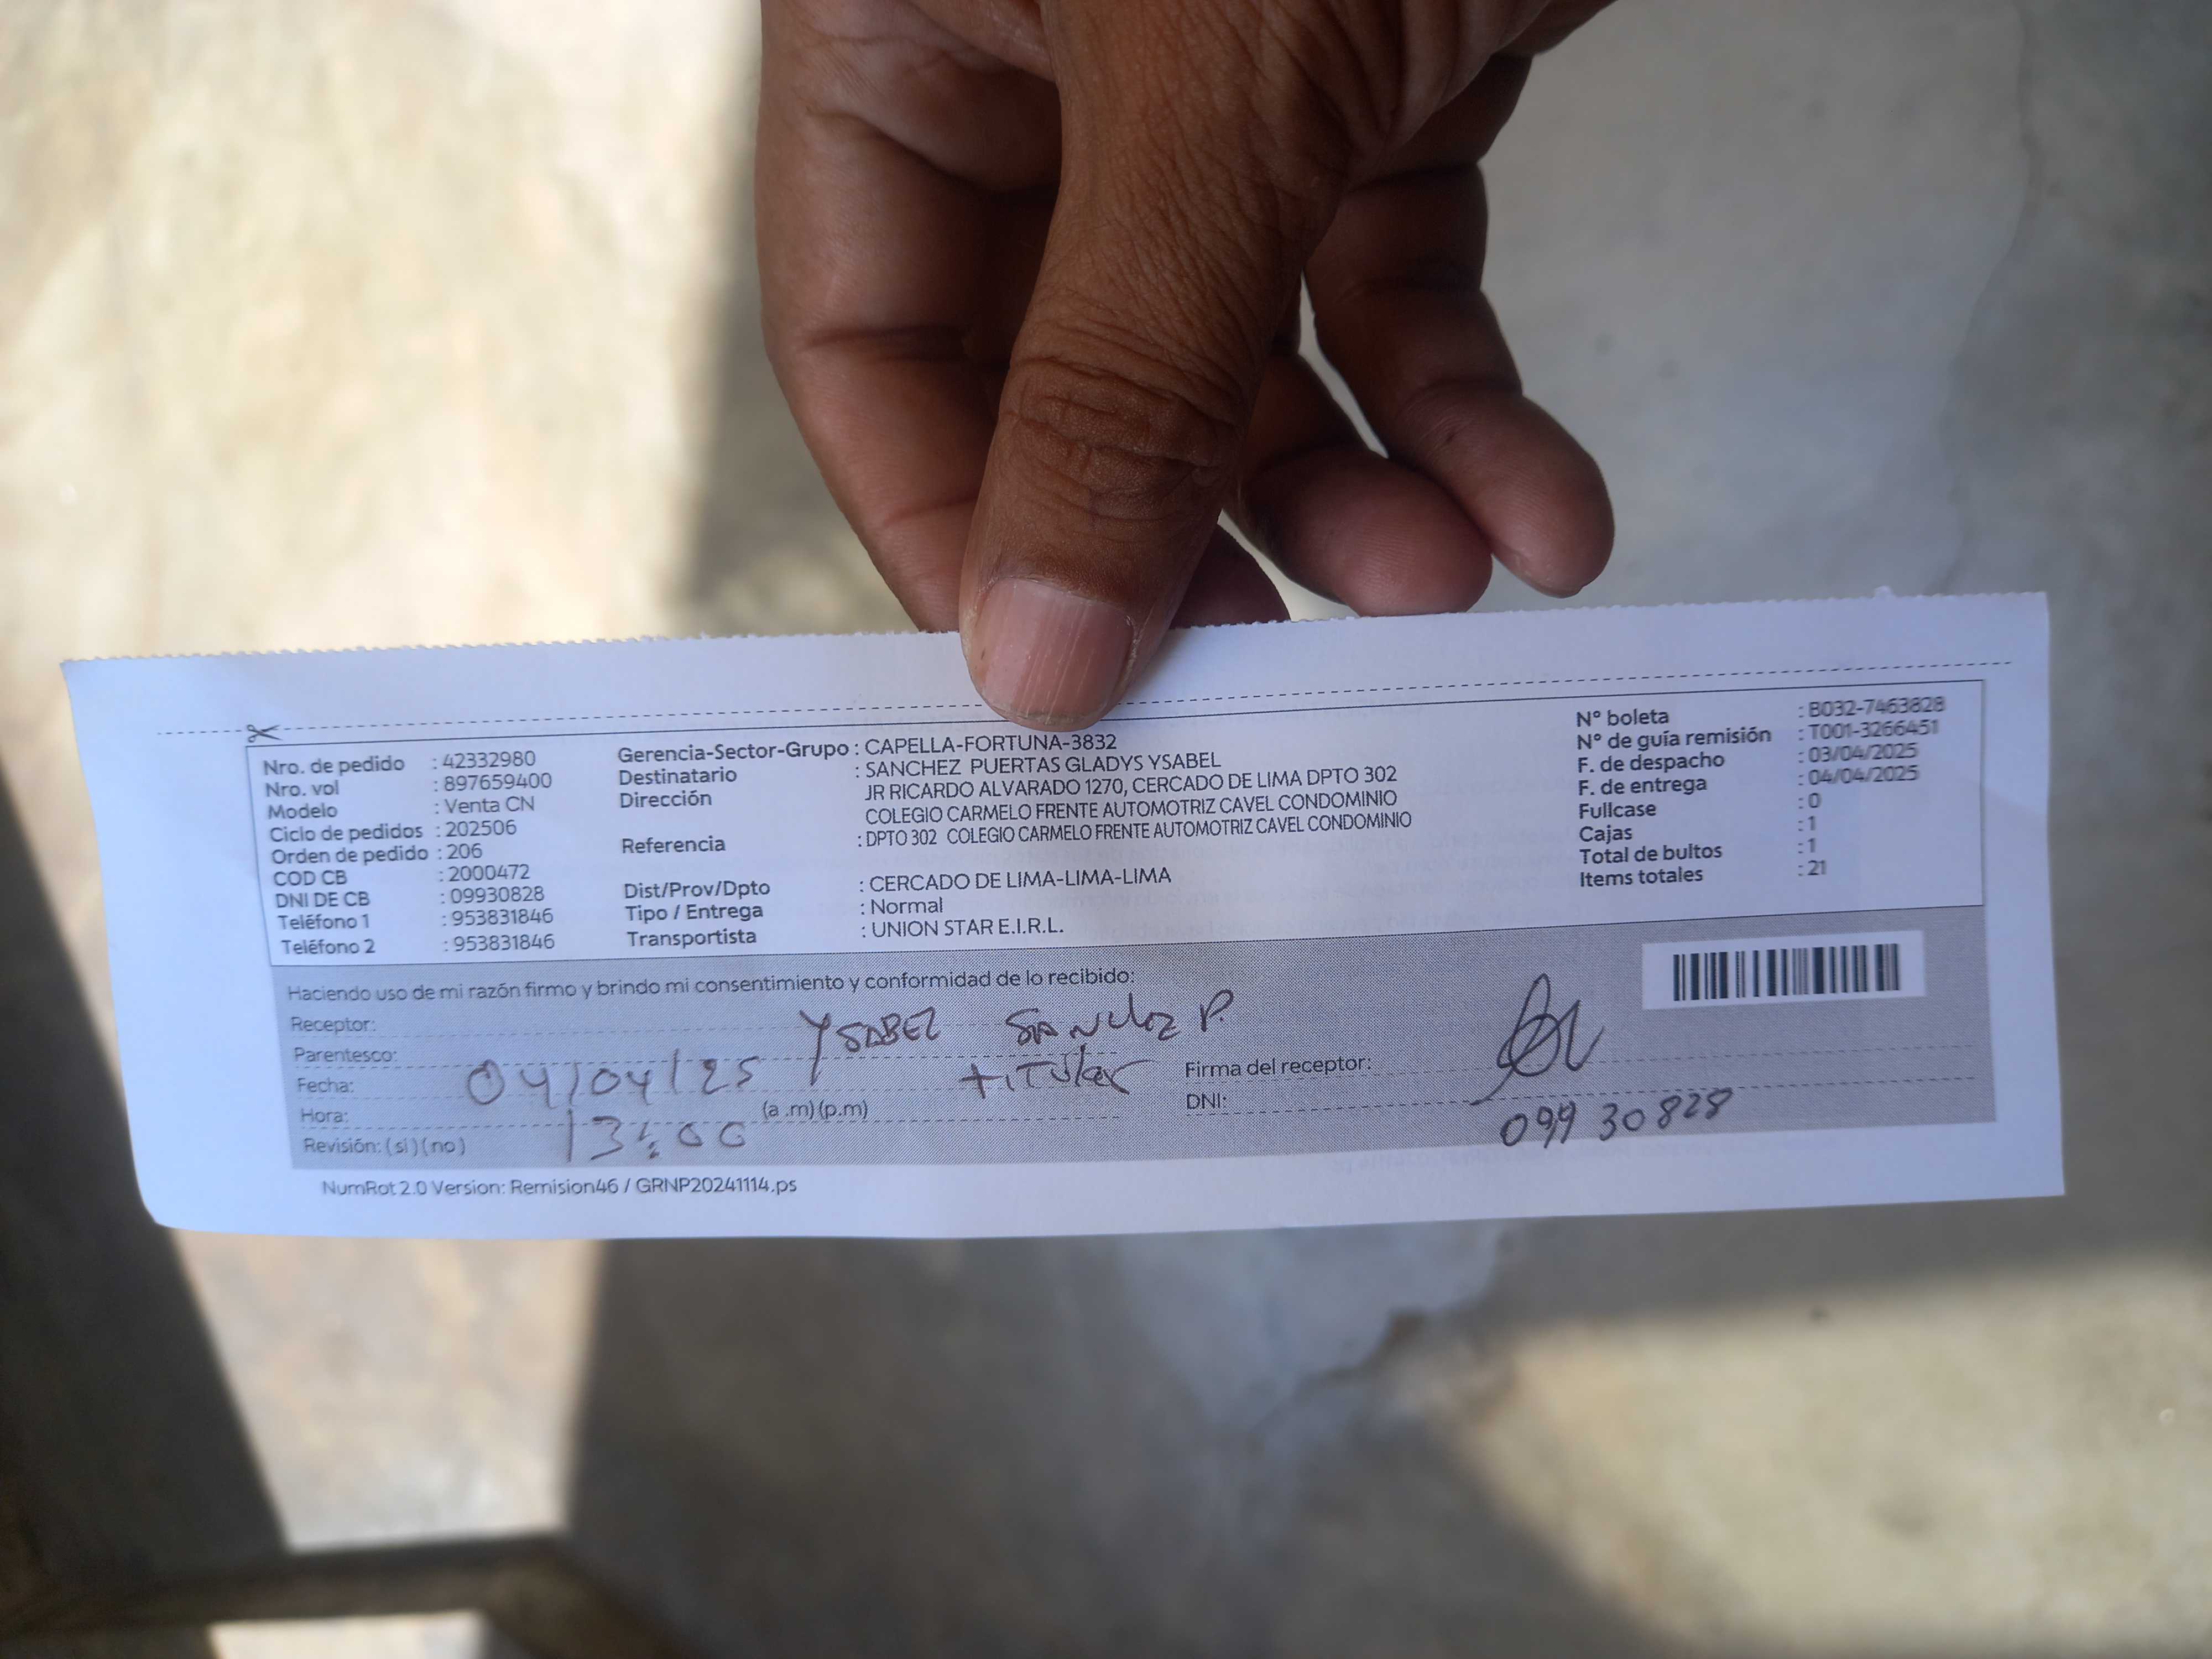 Nro. de pedido : 42332980
Nro. vol : 897659400
Modelo : Venta CN
Ciclo de pedidos : 202506
Orden de pedido : 206
COD CB : 2000472
DNI DE CB : 09930828
Teléfono 1 : 953831846
Teléfono 2 : 953831846
Gerencia-Sector-Grupo : CAPELLA-FORTUNA-3832
Destinatario : SANCHEZ PUERTAS GLADYS YSABEL
Dirección JR RICARDO ALVARADO 1270, CERCADO DE LIMA DPTO 302
COLEGIO CARMELO FRENTE AUTOMOTRIZ CAVEL CONDOMINIO
Referencia : DPTO 302 COLEGIO CARMELO FRENTE AUTOMOTRIZ CAVEL CONDOMINIO
Dist/Prov/Dpto : CERCADO DE LIMA-LIMA-LIMA
Tipo / Entrega : Normal
Transportista : UNION STAR E.I.R.L.
N° boleta : B032-7463828
N° de guía remisión : T001-3266451
F. de despacho : 03/04/2025
F. de entrega : 04/04/2025
Fullcase : 0
Cajas : 1
Total de bultos : 1
Items totales : 21
Haciendo uso de mi razón firmo y brindo mi consentimiento y conformidad de lo recibido:
Receptor: YSABEL SANCHEZ P.
Parentesco: TITULAR
Fecha: 04/04/25
Hora: 13:00 (a .m) (p.m)
Revisión: ( sí ) ( no )
Firma del receptor:
DNI: 09930828
NumRot 2.0 Version: Remision46 / GRNP20241114.ps